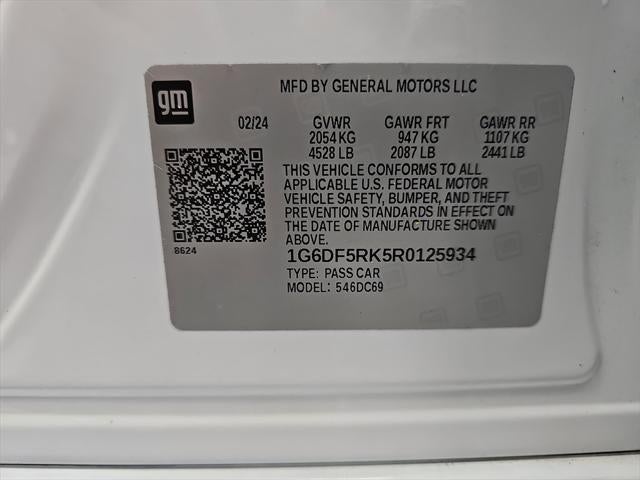 gm
MFD BY GENERAL MOTORS LLC
02/24 GVWR GAWR FRT GAWR RR
2054 KG 947 KG 1107 KG
4528 LB 2087 LB 2441 LB
THIS VEHICLE CONFORMS TO ALL
APPLICABLE U.S. FEDERAL MOTOR
VEHICLE SAFETY, BUMPER, AND THEFT
PREVENTION STANDARDS IN EFFECT ON
THE DATE OF MANUFACTURE SHOWN
ABOVE.
8624
1G6DF5RK5R0125934
TYPE: PASS CAR
MODEL: 546DC69